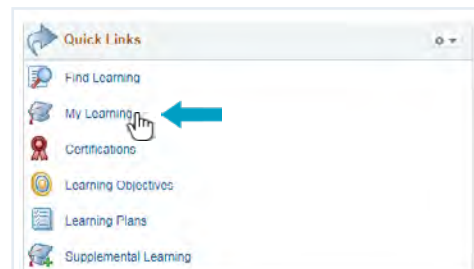 Quick Links
Find Learning
My Learning
Certifications
Learning Objectives
Learning Plans
Supplemental Learning